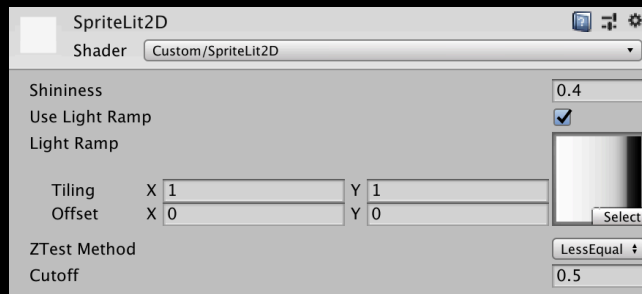 SpriteLit2D
Shader Custom/SpriteLit2D
Shininess 0.4
Use Light Ramp
Light Ramp
Tiling X 1 Y 1
Offset X 0 Y 0
Select
ZTest Method LessEqual
Cutoff 0.5